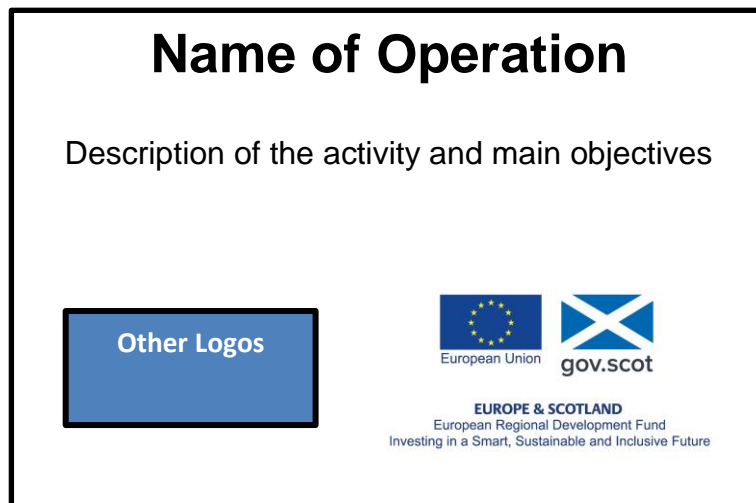 Name of Operation
Description of the activity and main objectives
Other Logos
European Union
gov.scot
EUROPE & SCOTLAND
European Regional Development Fund
Investing in a Smart, Sustainable and Inclusive Future